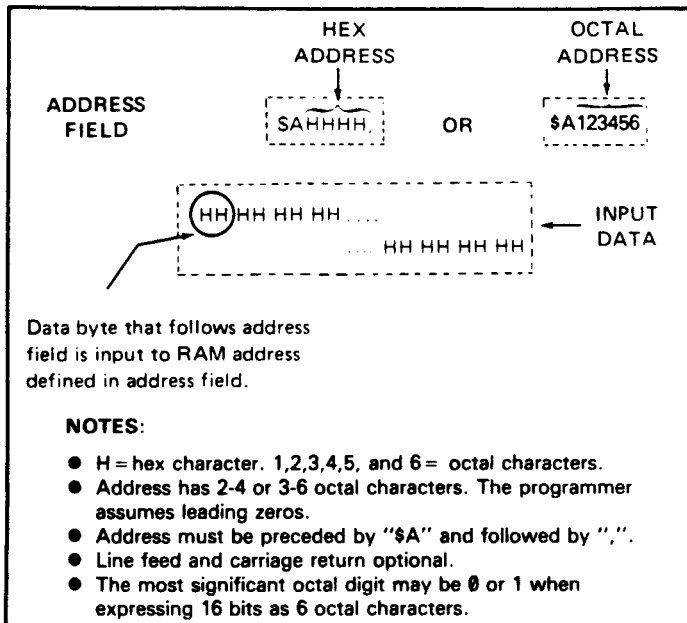 HEX ADDRESS
OCTAL ADDRESS
ADDRESS FIELD
$AHHHH,
OR
$A123456,
HH HH HH HH ....
.... HH HH HH HH
INPUT DATA
Data byte that follows address
field is input to RAM address
defined in address field.
NOTES:
● H = hex character. 1,2,3,4,5, and 6 = octal characters.
● Address has 2-4 or 3-6 octal characters. The programmer
assumes leading zeros.
● Address must be preceded by "$A" and followed by ",".
● Line feed and carriage return optional.
● The most significant octal digit may be 0 or 1 when
expressing 16 bits as 6 octal characters.